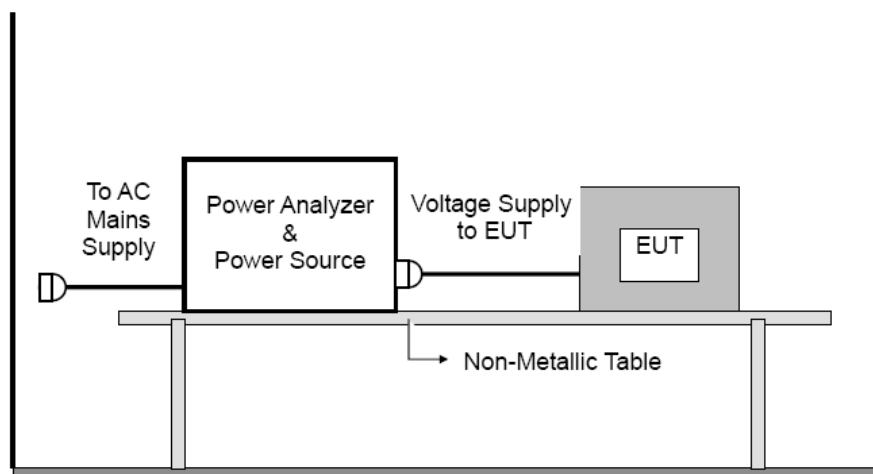 To AC
Mains
Supply
Power Analyzer
&
Power Source
Voltage Supply
to EUT
EUT
Non-Metallic Table